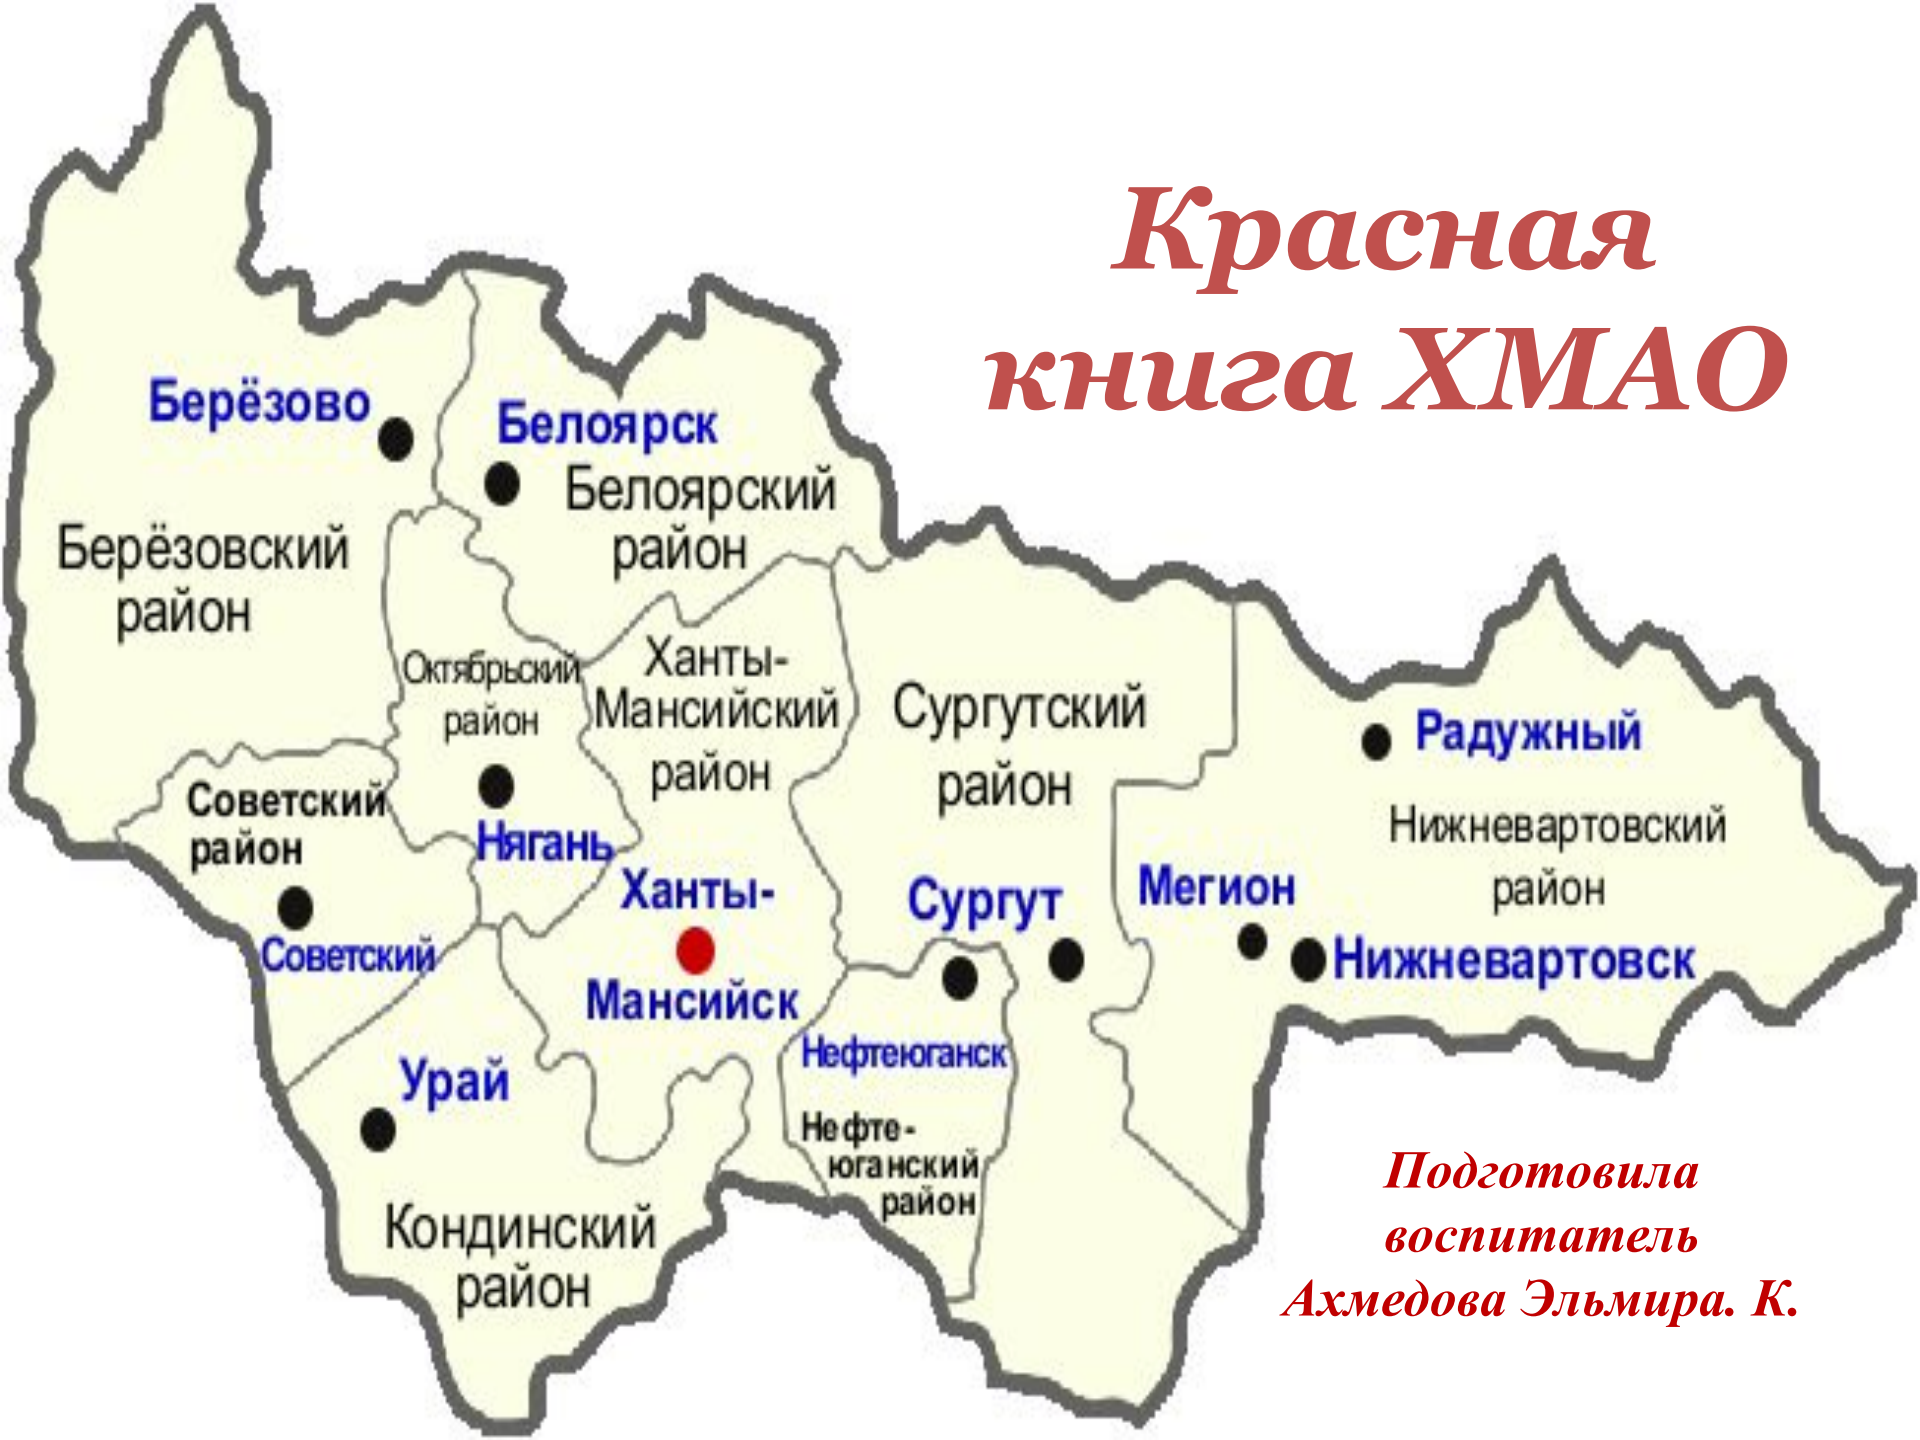 Красная
книга ХМАО
Берёзово
Белоярск
Белоярский
район
Берёзовский
район
Октябрьский
район
Ханты-
Мансийский
район
Сургутский
район
Радужный
Нижневартовский
район
Советский
район
Нягань
Ханты-
Мансийск
Сургут
Мегион
Нижневартовск
Советский
Нефтеюганск
Урай
Нефте-
юганский
район
Кондинский
район
Подготовила
воспитатель
Ахмедова Эльмира. К.